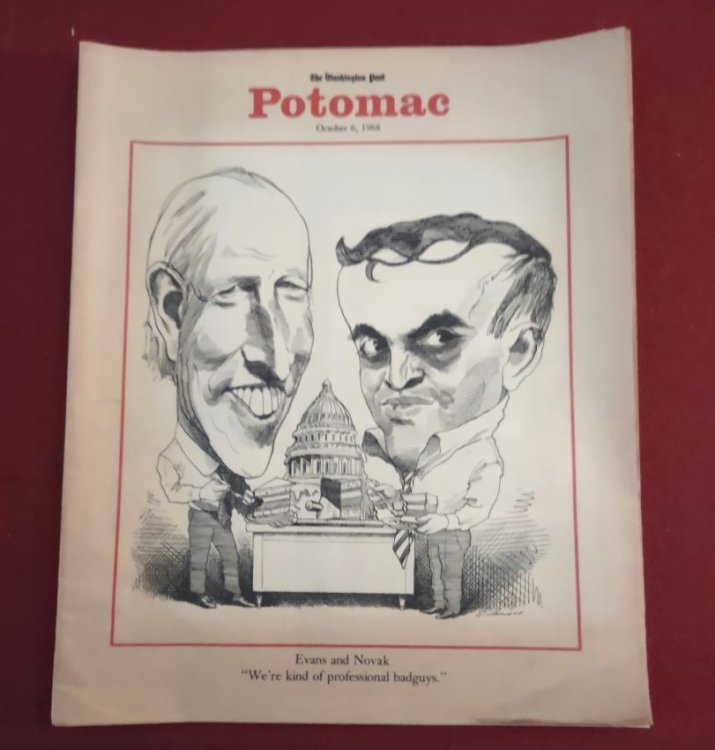 The Washington Post
Potomac
October 6, 1968
Evans and Novak
"We're kind of professional badguys."